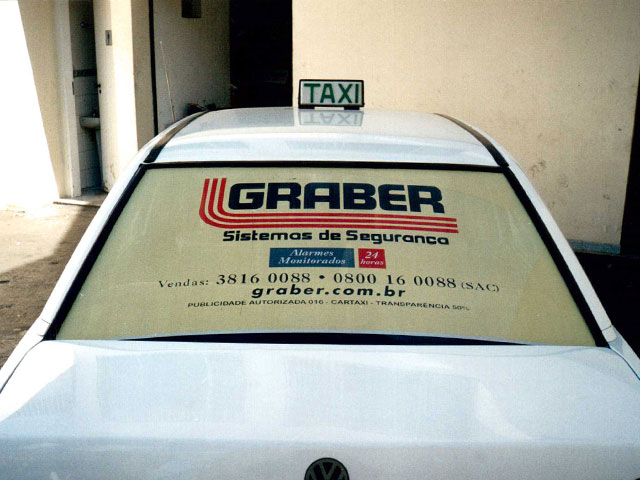 TAXI
GRABER
Sistemas de Segurança
Alarmes Monitorados 24 horas
Vendas: 3816 0088 • 0800 16 0088 (SAC)
graber.com.br
PUBLICIDADE AUTORIZADA 016 - CARTAXI - TRANSPARÊNCIA 50%